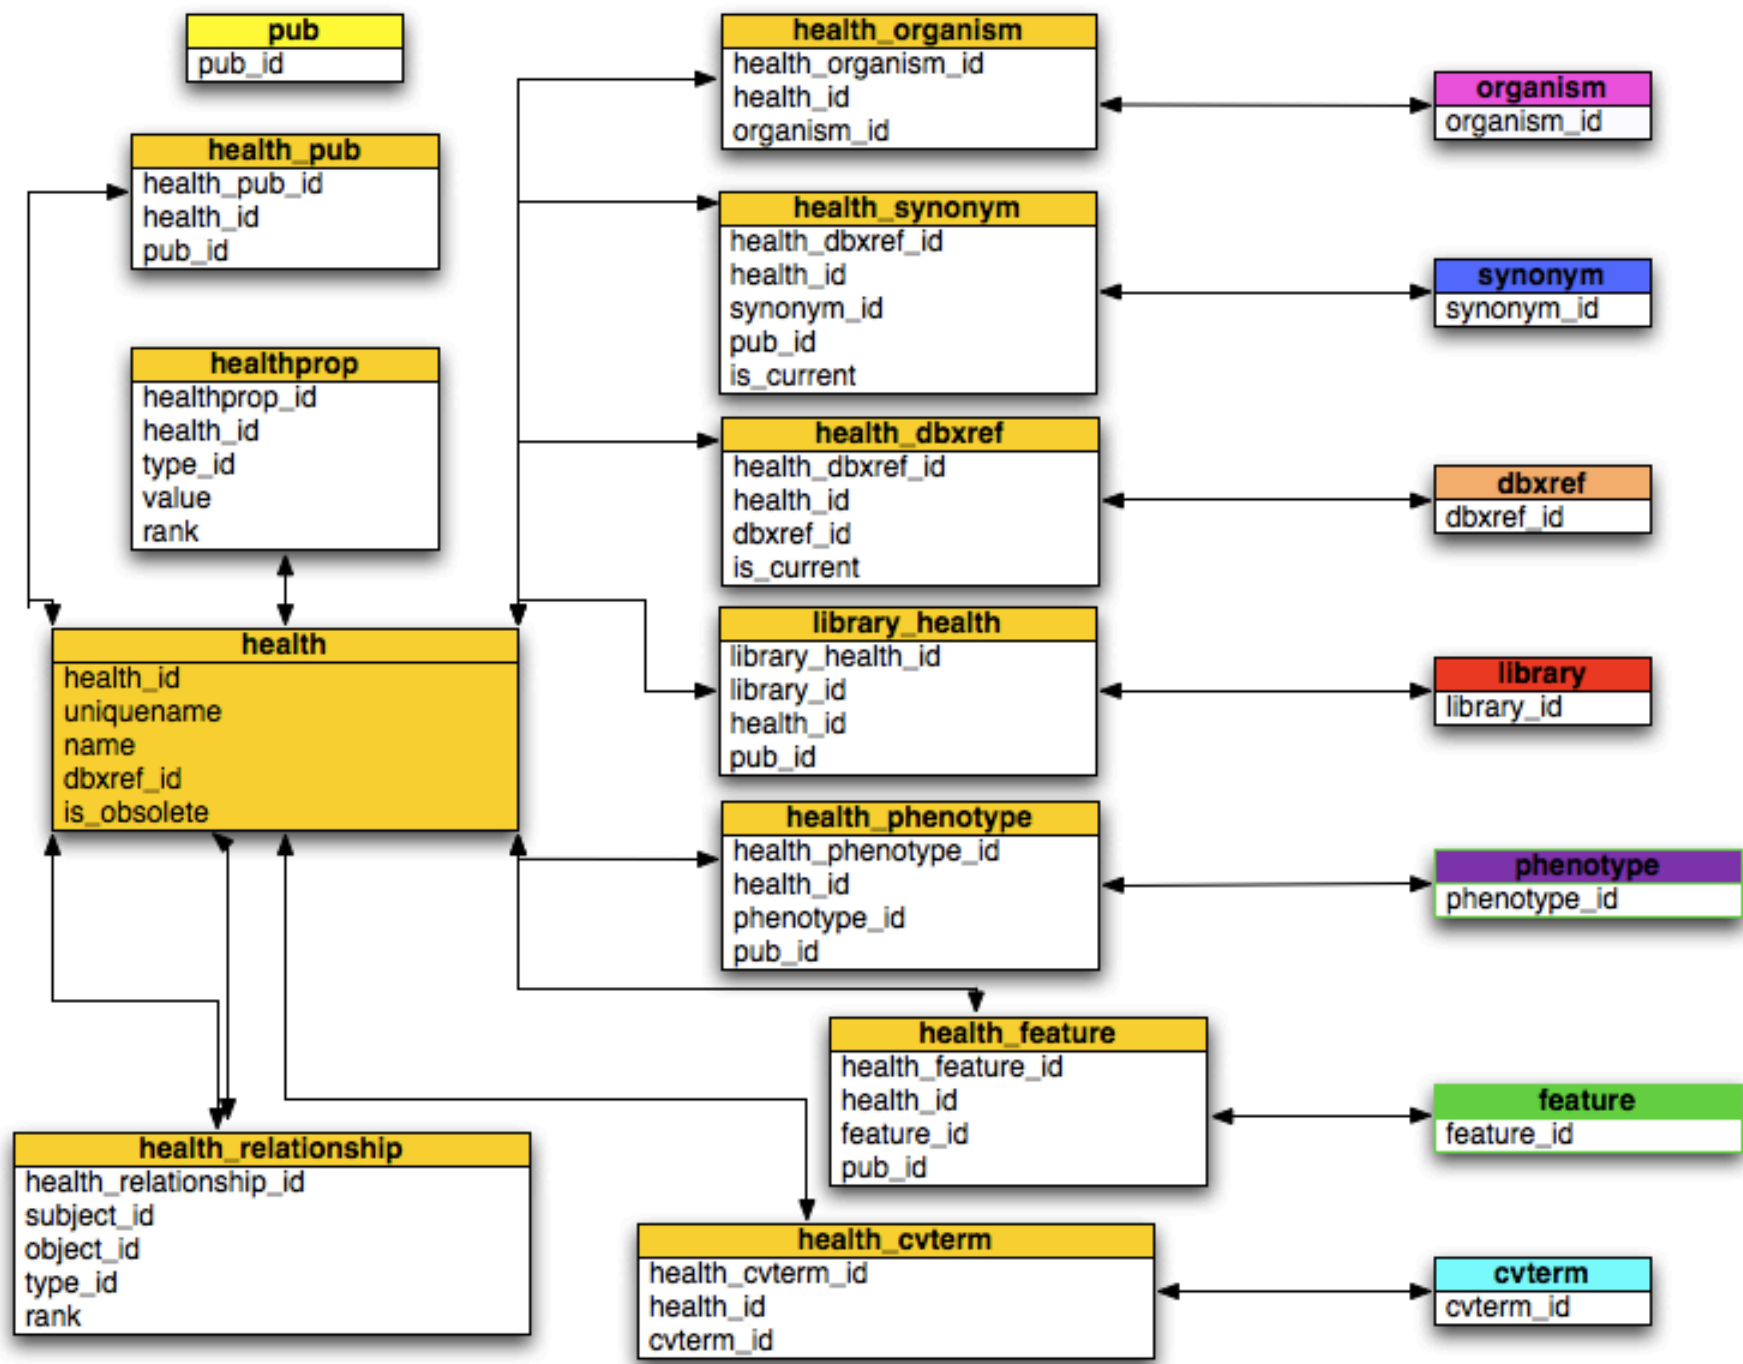 pub
pub_id
health_pub
health_pub_id
health_id
pub_id
healthprop
healthprop_id
health_id
type_id
value
rank
health
health_id
uniquename
name
dbxref_id
is_obsolete
health_relationship
health_relationship_id
subject_id
object_id
type_id
rank
health_organism
health_organism_id
health_id
organism_id
health_synonym
health_dbxref_id
health_id
synonym_id
pub_id
is_current
health_dbxref
health_dbxref_id
health_id
dbxref_id
is_current
library_health
library_health_id
library_id
health_id
pub_id
health_phenotype
health_phenotype_id
health_id
phenotype_id
pub_id
health_feature
health_feature_id
health_id
feature_id
pub_id
health_cvterm
health_cvterm_id
health_id
cvterm_id
organism
organism_id
synonym
synonym_id
dbxref
dbxref_id
library
library_id
phenotype
phenotype_id
feature
feature_id
cvterm
cvterm_id